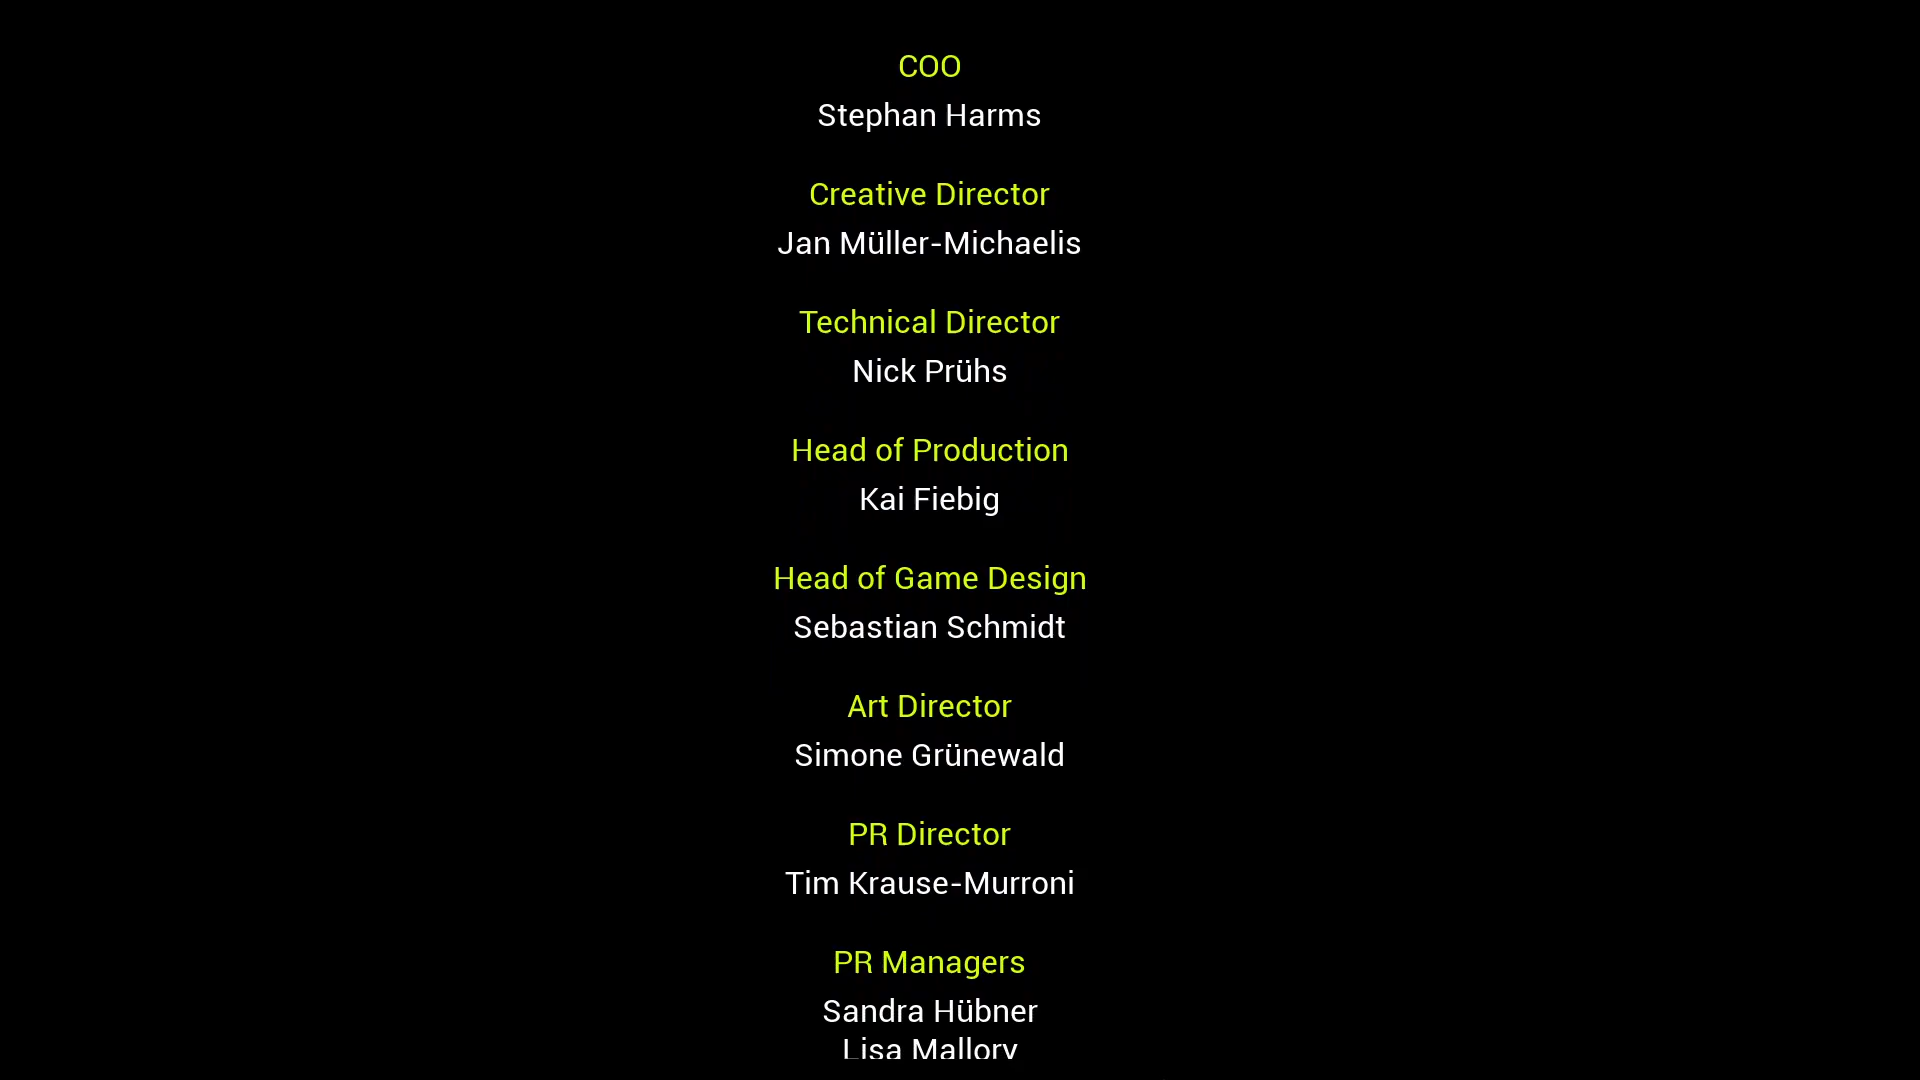 COO
Stephan Harms
Creative Director
Jan Müller-Michaelis
Technical Director
Nick Prühs
Head of Production
Kai Fiebig
Head of Game Design
Sebastian Schmidt
Art Director
Simone Grünewald
PR Director
Tim Krause-Murroni
PR Managers
Sandra Hübner
Lisa Mallory